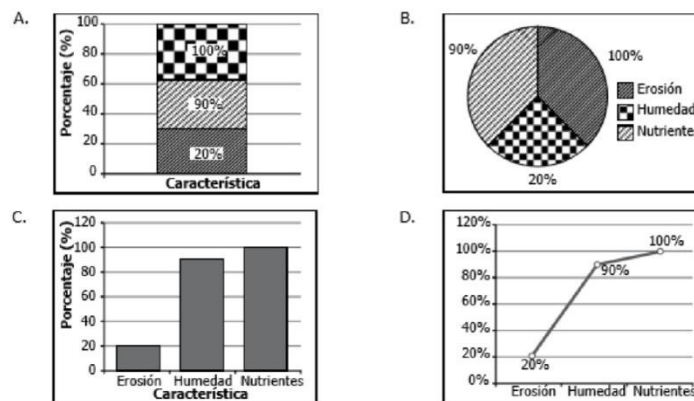 A.
Porcentaje (%)
100
80
60
40
20
0
100%
90%
20%
Característica
B.
90%
100%
20%
Erosión
Humedad
Nutrientes
C.
Porcentaje (%)
120
100
80
60
40
20
0
Erosión Humedad Nutrientes
Característica
D.
120%
100%
80%
60%
40%
20%
0%
20%
90%
100%
Erosión Humedad Nutrientes